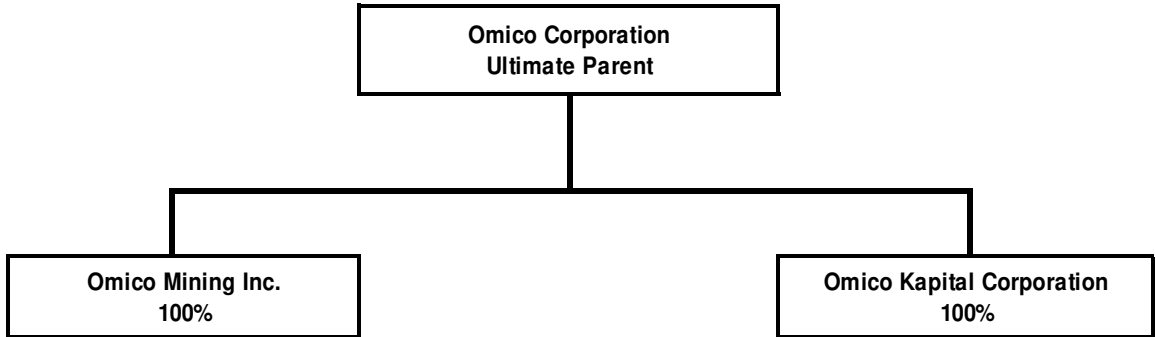 Omico Corporation
Ultimate Parent
Omico Mining Inc.
100%
Omico Kapital Corporation
100%